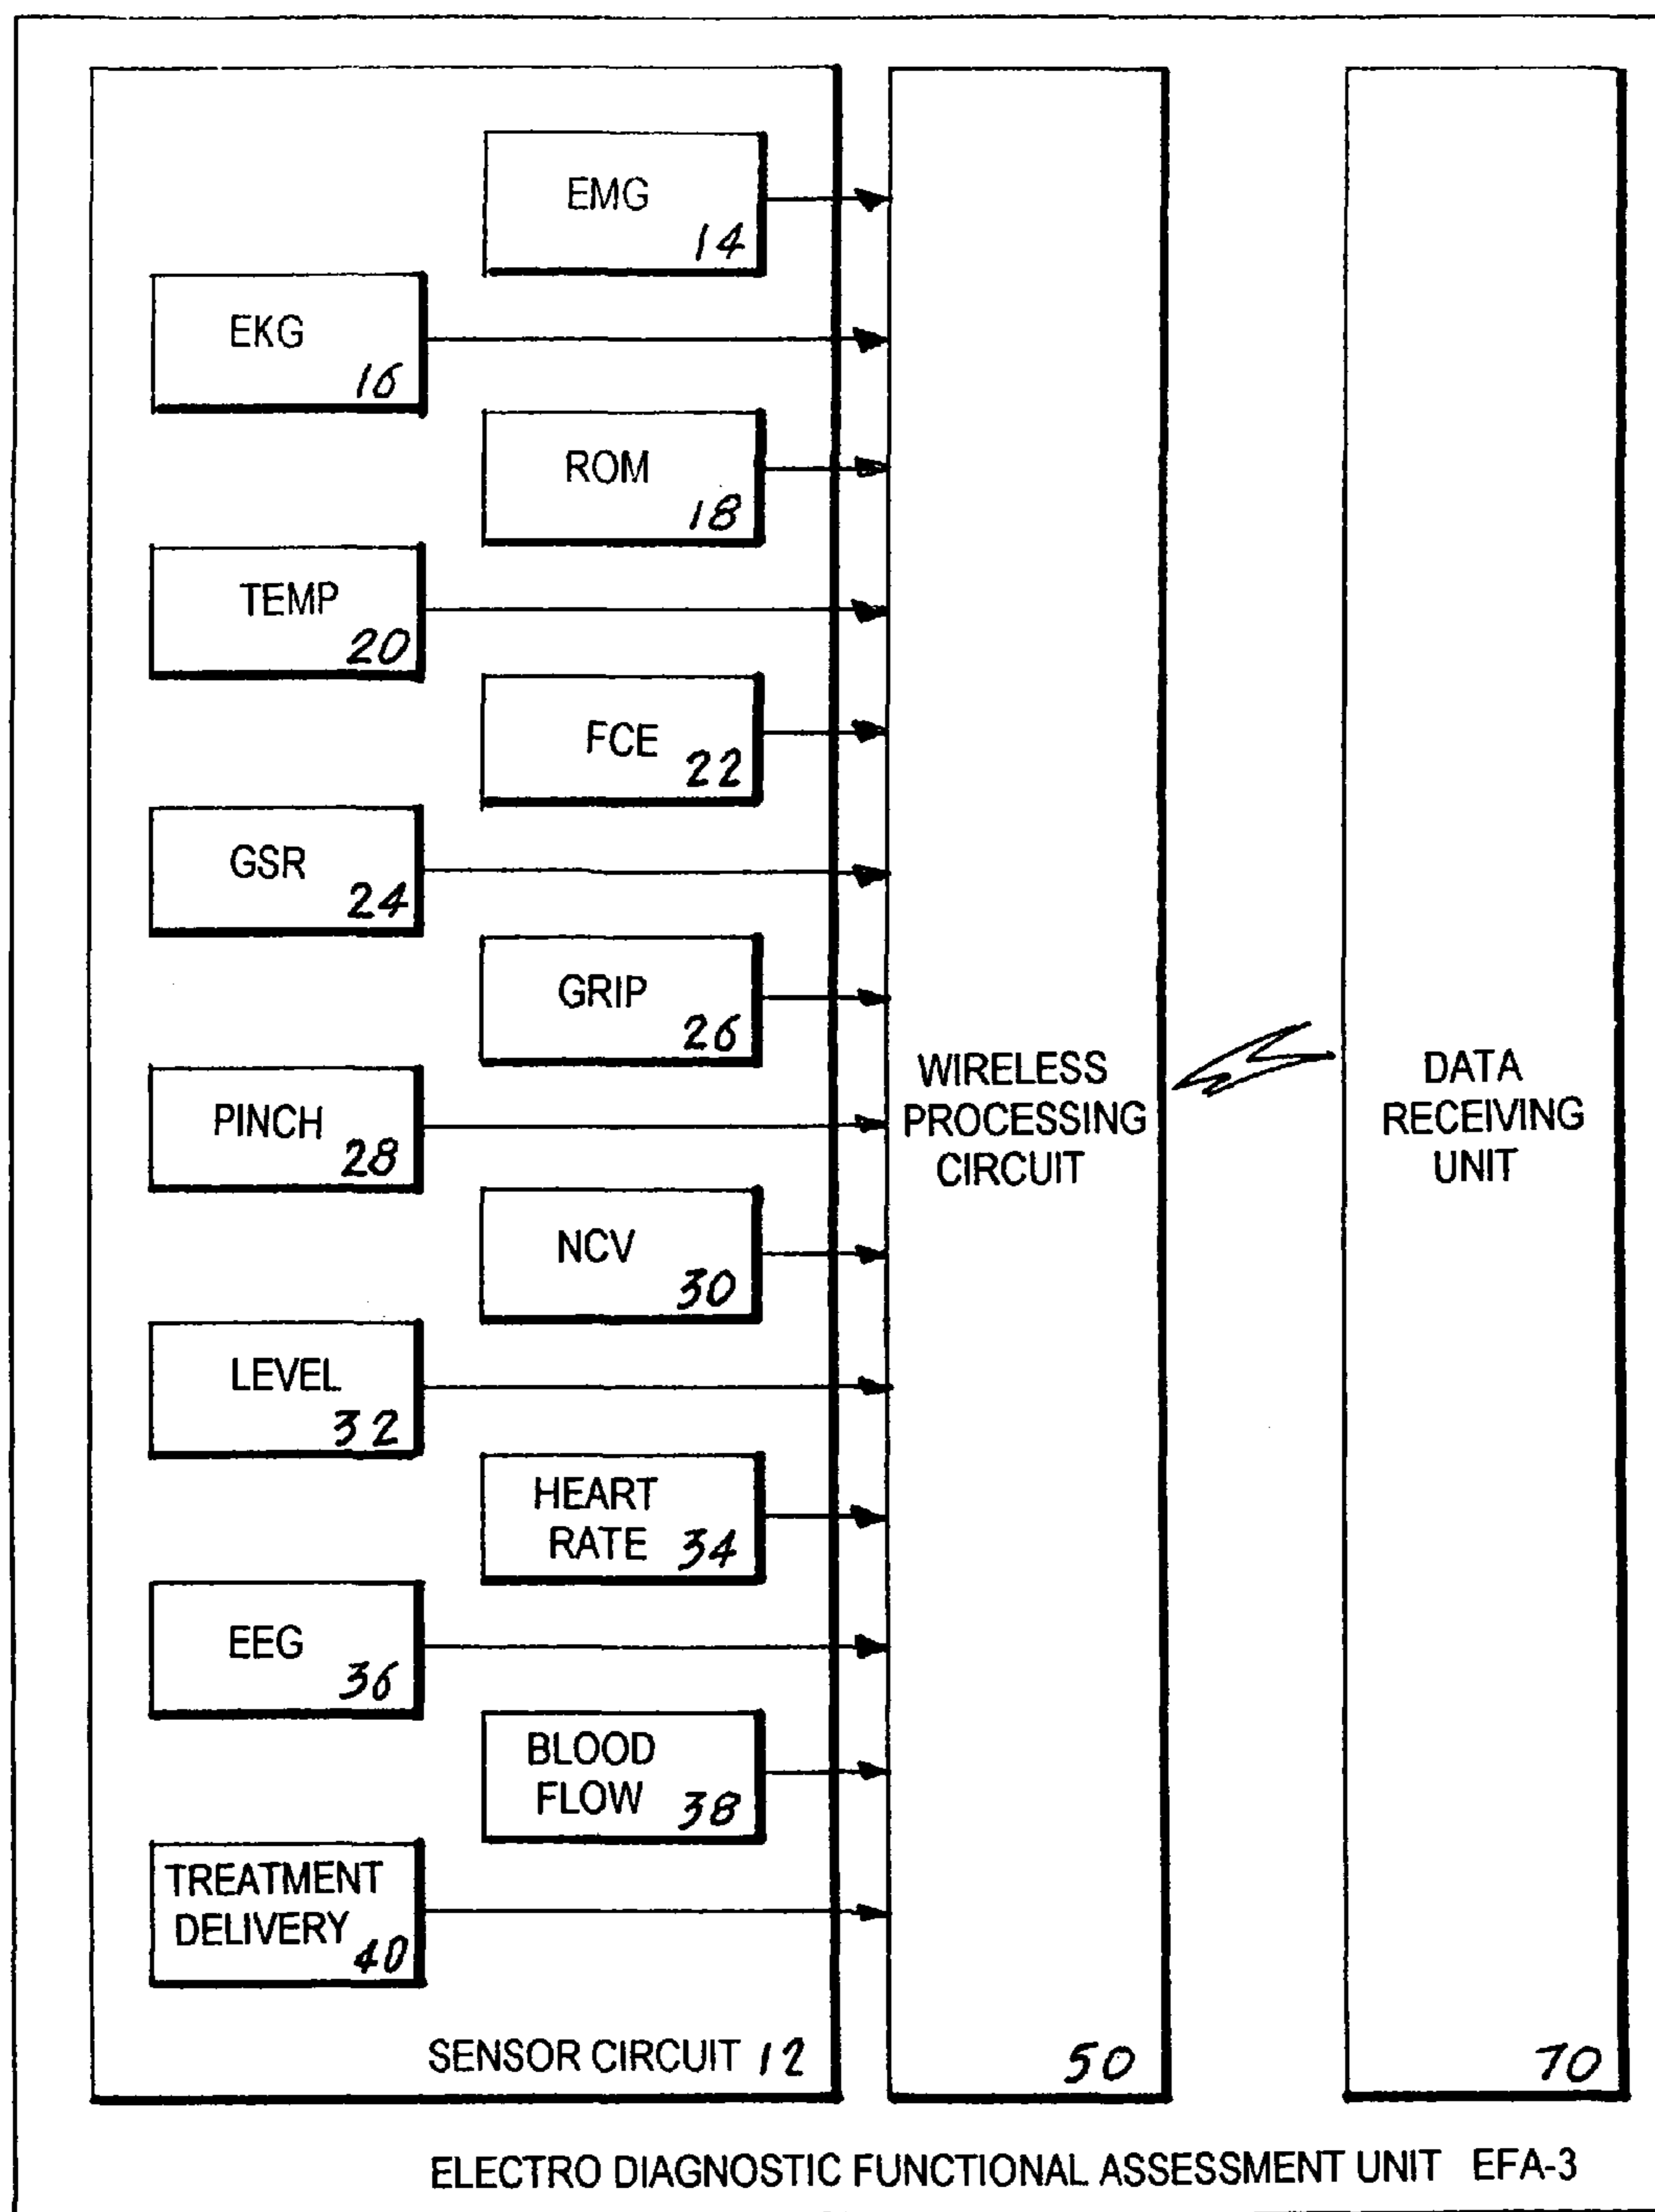 EMG
14
EKG
16
ROM
18
TEMP
20
FCE
22
GSR
24
GRIP
26
PINCH
28
NCV
30
LEVEL
32
HEART
RATE 34
EEG
36
BLOOD
FLOW 38
TREATMENT
DELIVERY
40
SENSOR CIRCUIT 12
WIRELESS
PROCESSING
CIRCUIT
50
DATA
RECEIVING
UNIT
70
ELECTRO DIAGNOSTIC FUNCTIONAL ASSESSMENT UNIT EFA-3